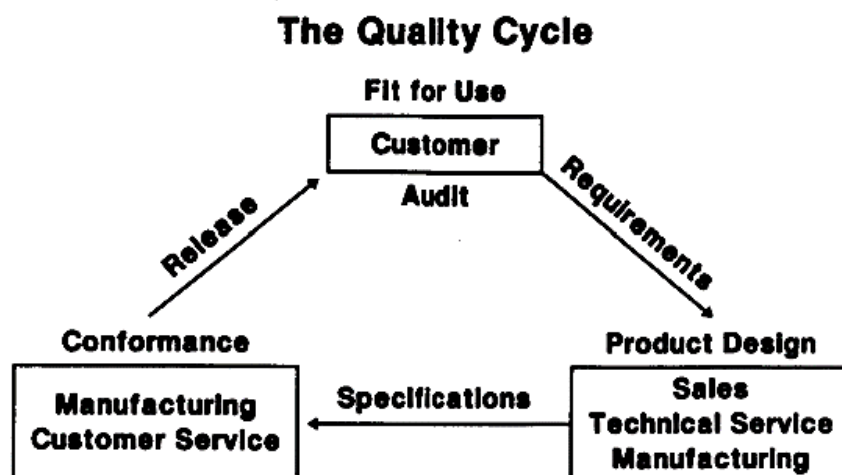 The Quality Cycle
Fit for Use
Customer
Audit
Requirements
Release
Conformance
Product Design
Manufacturing
Customer Service
Specifications
Sales
Technical Service
Manufacturing